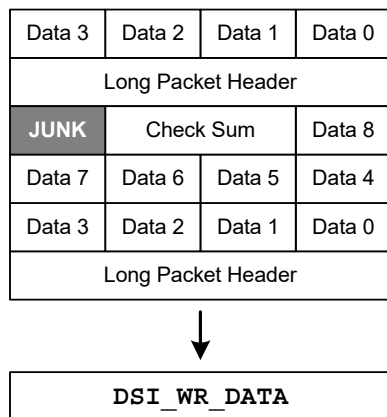 Data 3 Data 2 Data 1 Data 0
Long Packet Header
JUNK Check Sum Data 8
Data 7 Data 6 Data 5 Data 4
Data 3 Data 2 Data 1 Data 0
Long Packet Header
DSI_WR_DATA